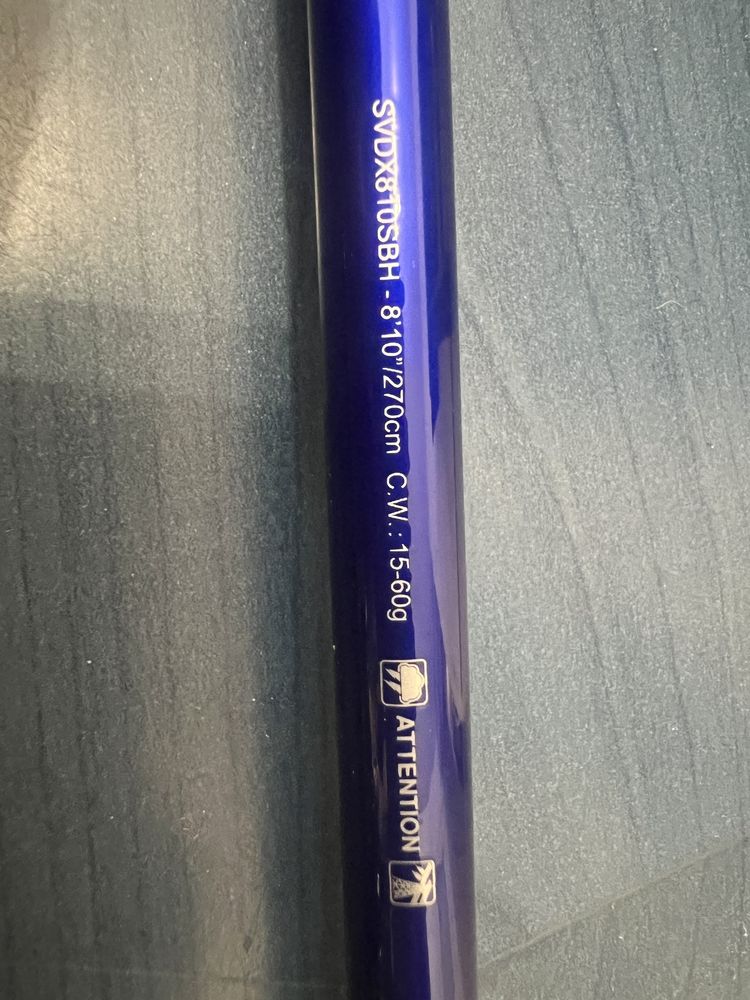 SVDX810SBH - 8'10"/270cm C.W.: 15-60g ATTENTION